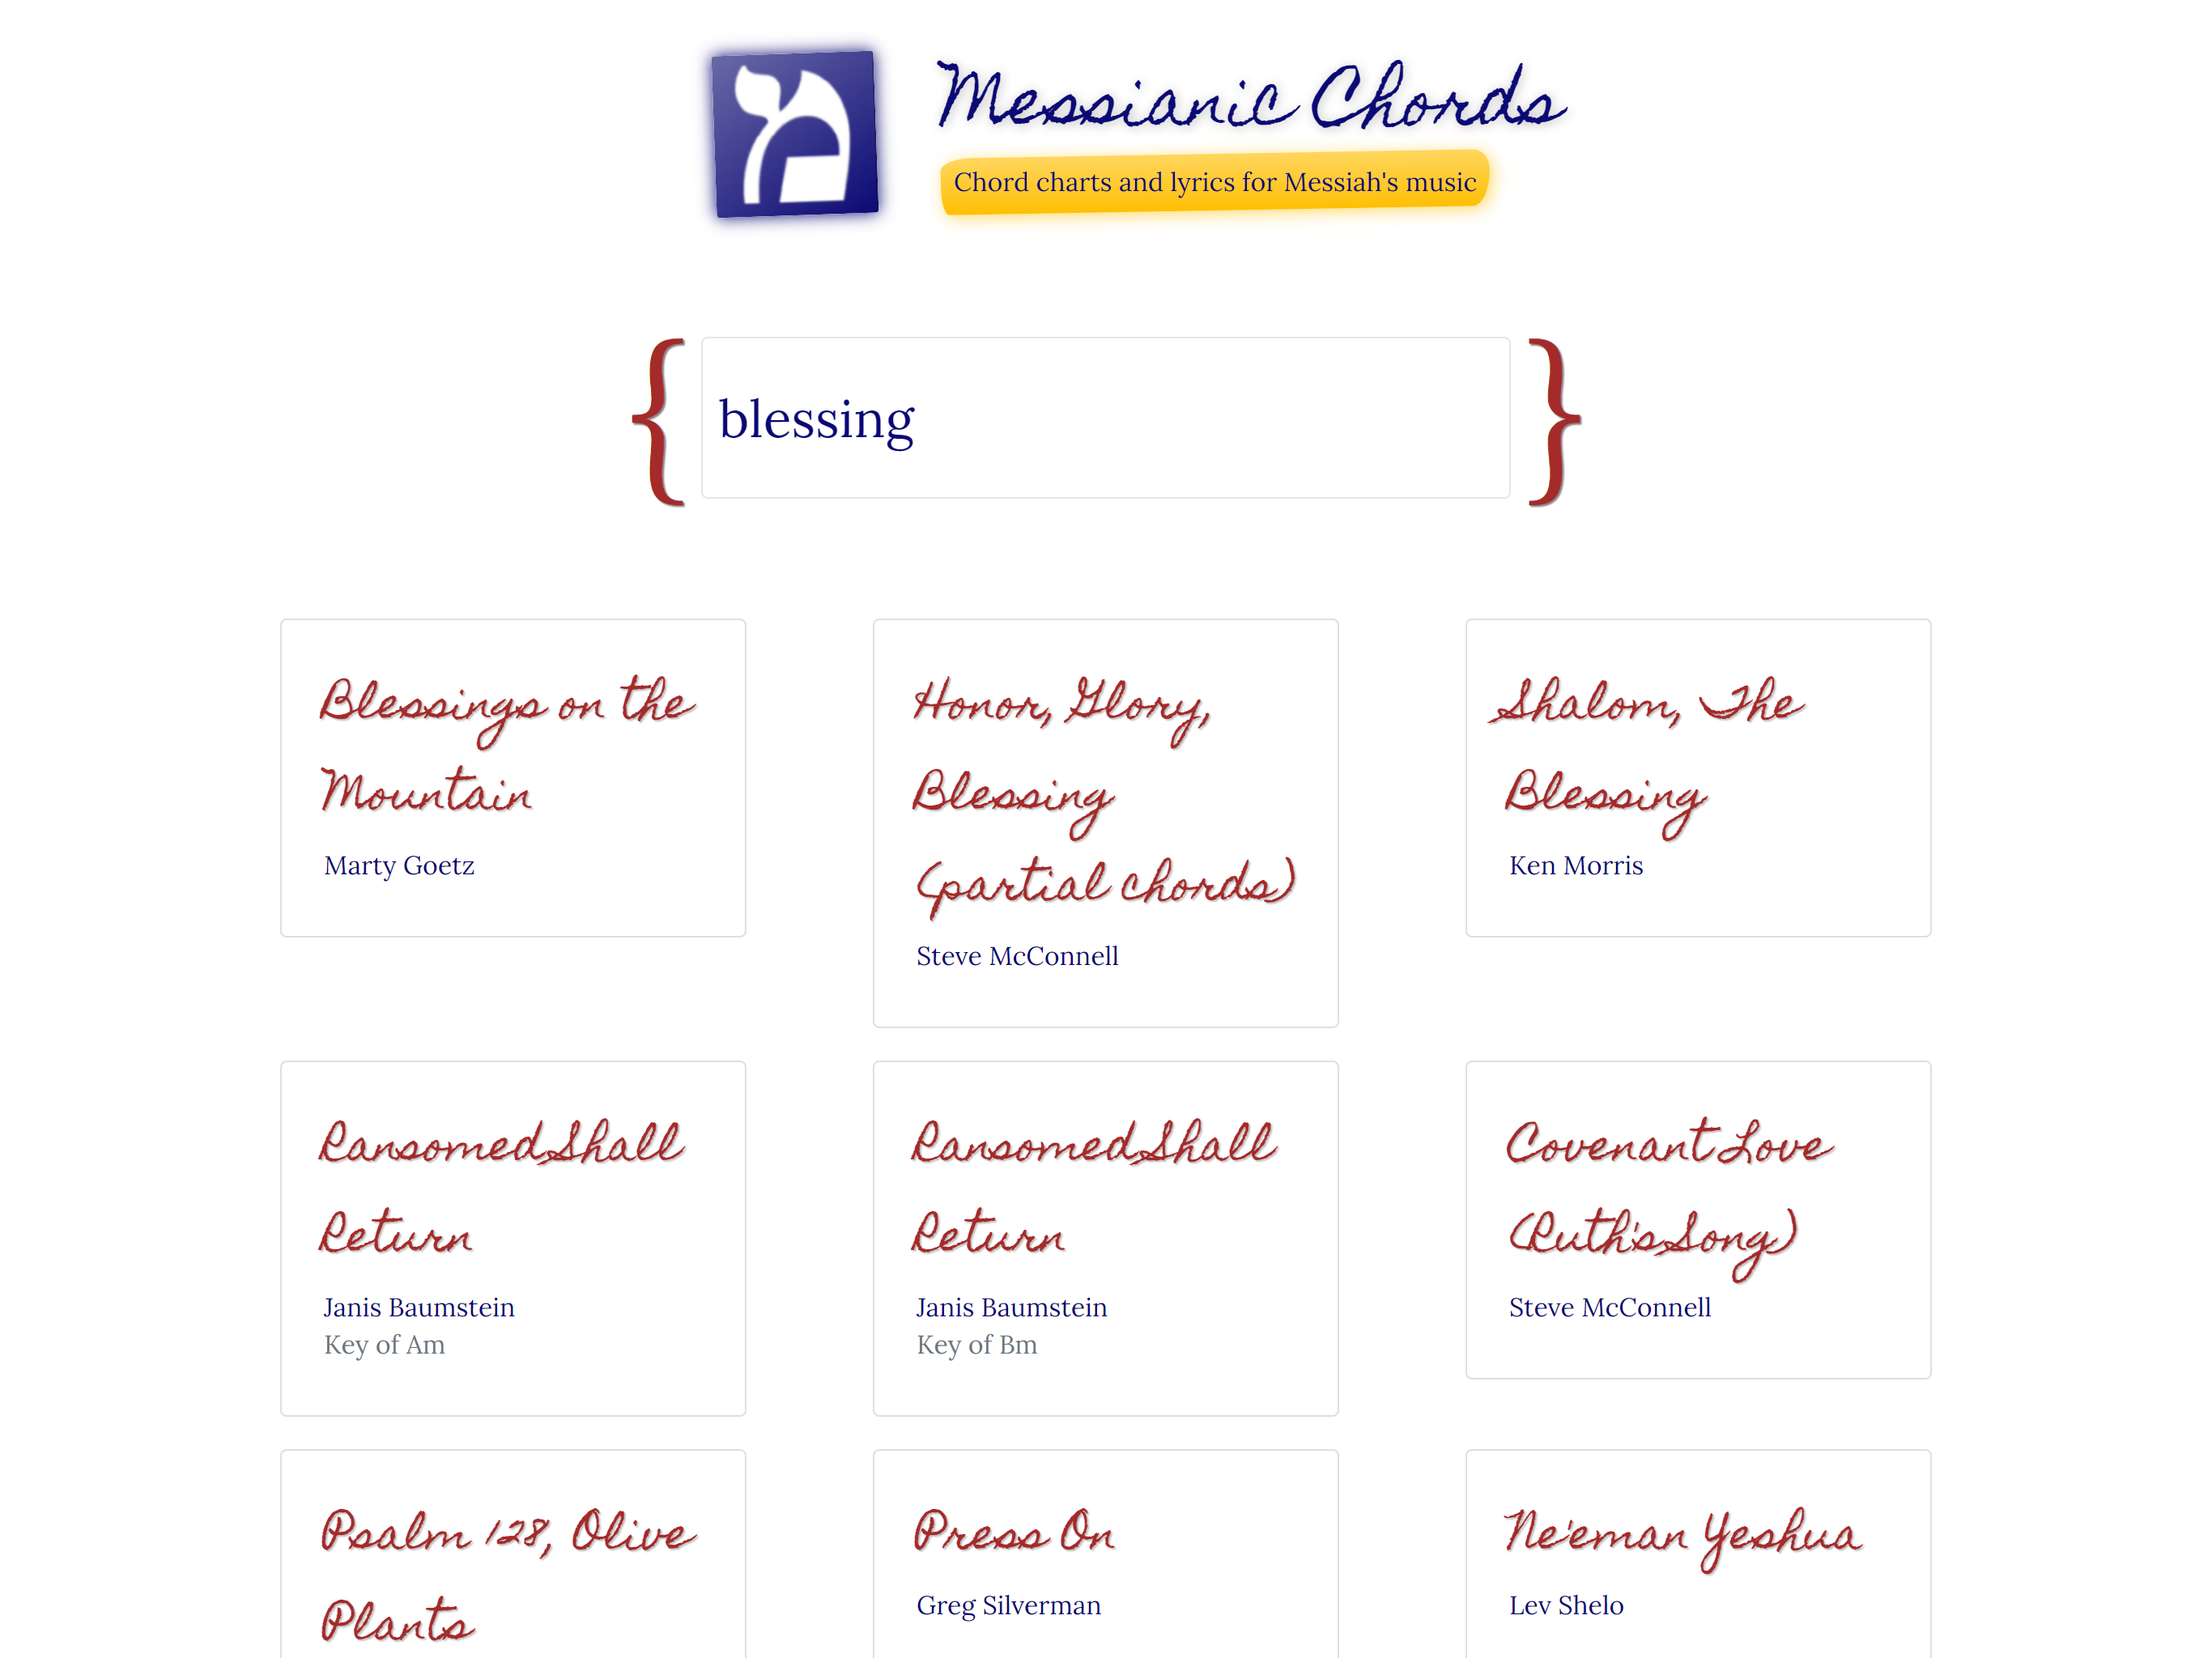 מ
Messianic Chords
Chord charts and lyrics for Messiah's music
{ blessing }
Blessings on the
Mountain
Marty Goetz
Honor, Glory,
Blessing
(partial chords)
Steve McConnell
Shalom, The
Blessing
Ken Morris
Ransomed Shall
Return
Janis Baumstein
Key of Am
Ransomed Shall
Return
Janis Baumstein
Key of Bm
Covenant Love
(Ruth's Song)
Steve McConnell
Psalm 128, Olive
Plants
Press On
Greg Silverman
Ne'eman Yeshua
Lev Shelo